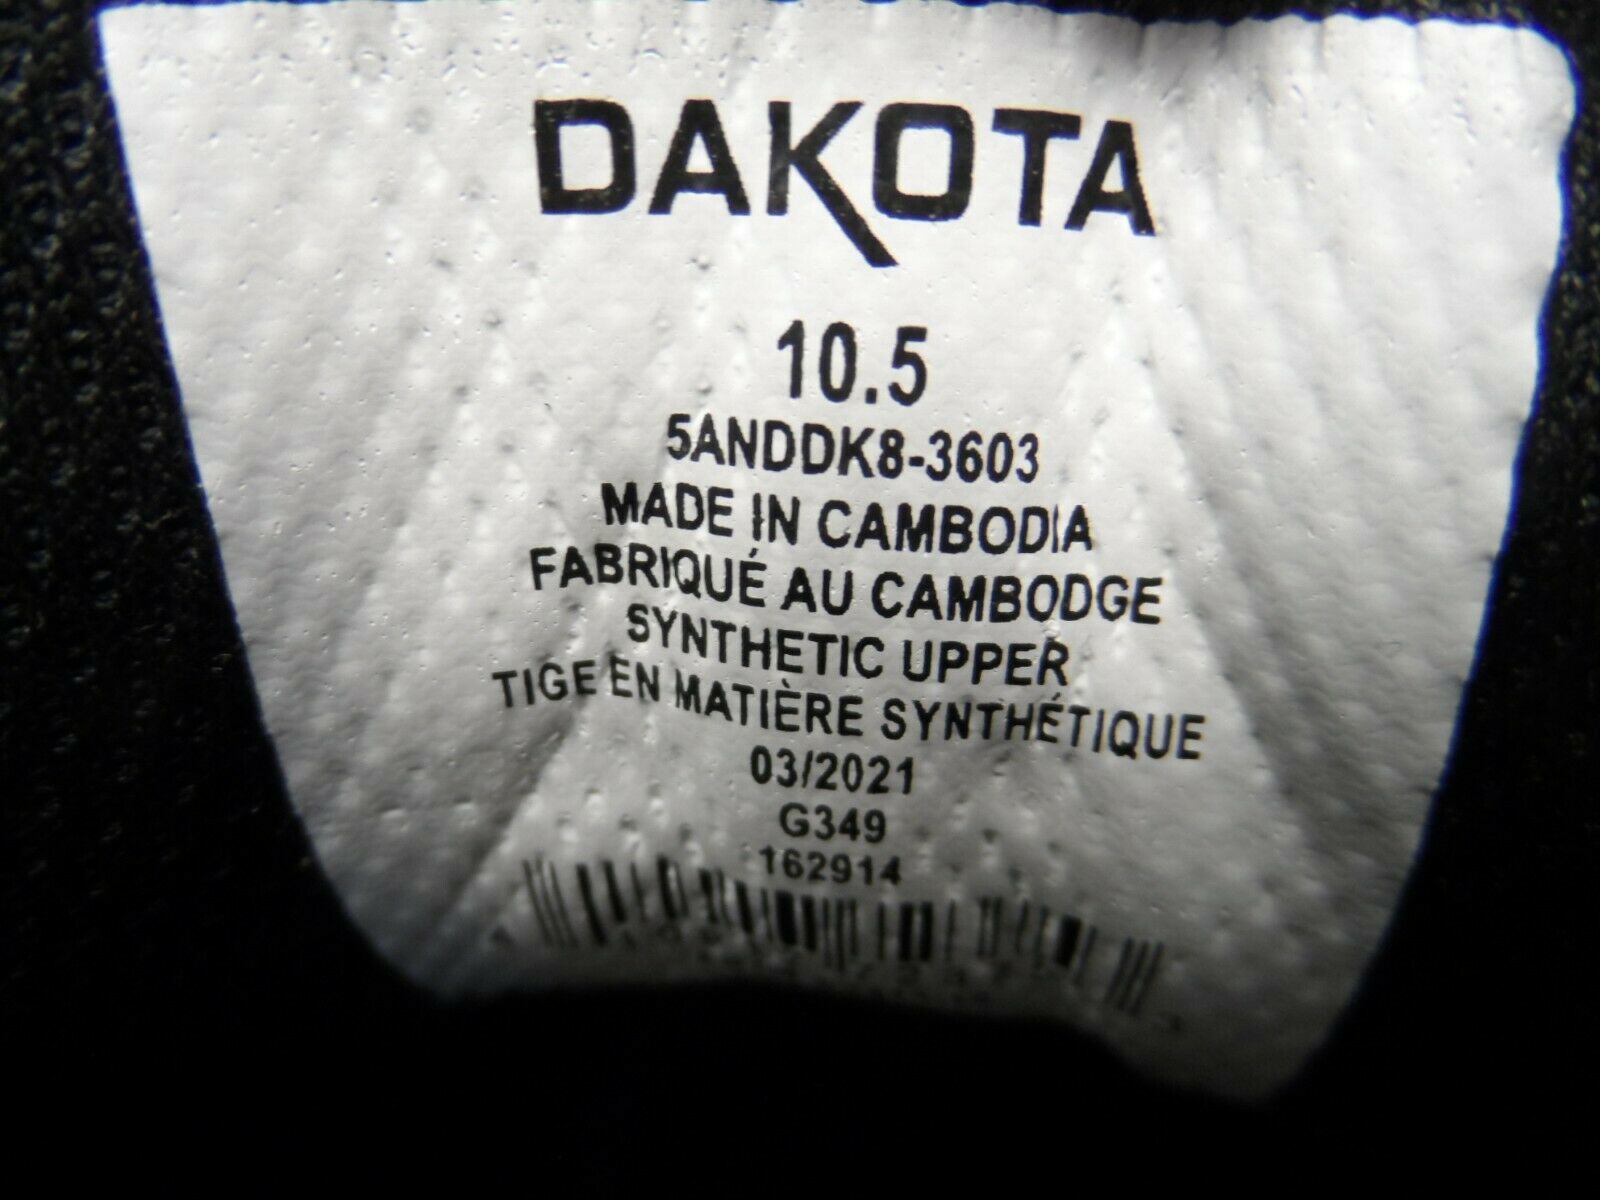 DAKOTA
10.5
5ANDDK8-3603
MADE IN CAMBODIA
FABRIQUÉ AU CAMBODGE
SYNTHETIC UPPER
TIGE EN MATIÈRE SYNTHÉTIQUE
03/2021
G349
162914